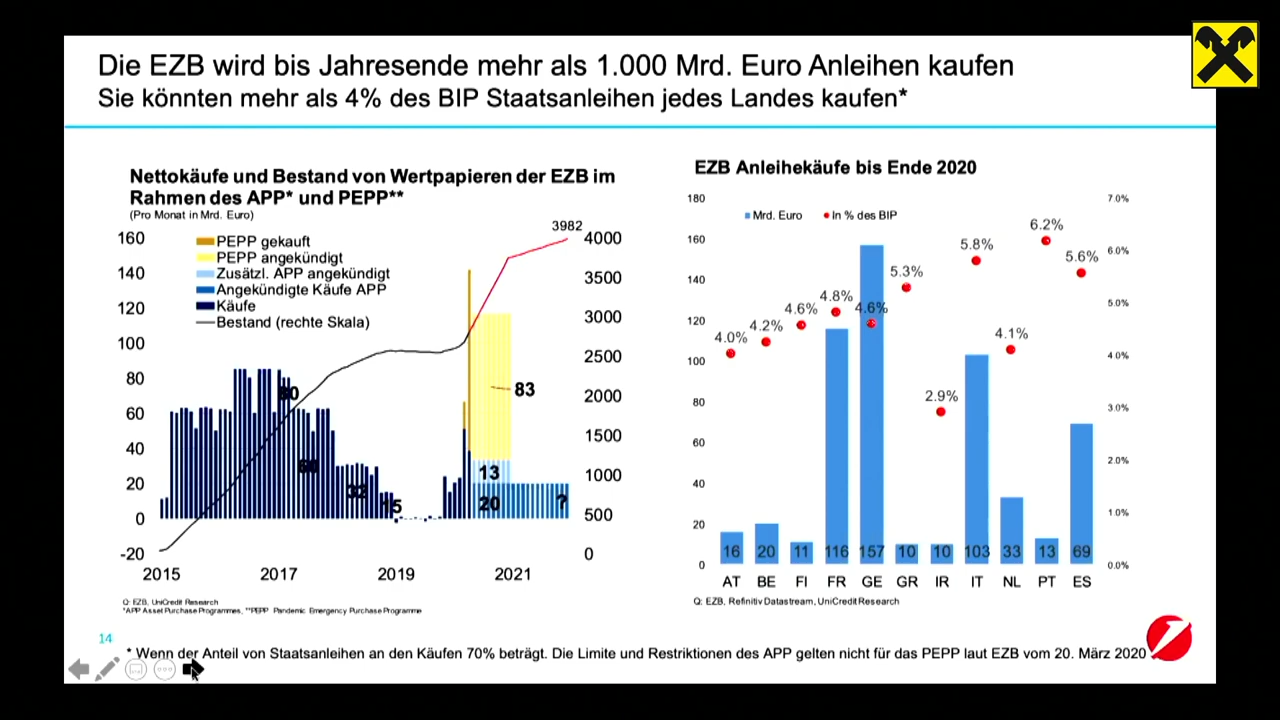 Die EZB wird bis Jahresende mehr als 1.000 Mrd. Euro Anleihen kaufen
Sie könnten mehr als 4% des BIP Staatsanleihen jedes Landes kaufen*
Nettokäufe und Bestand von Wertpapieren der EZB im
Rahmen des APP* und PEPP**
(Pro Monat in Mrd. Euro)
3982
PEPP gekauft
PEPP angekündigt
Zusätzl. APP angekündigt
Angekündigte Käufe APP
Käufe
Bestand (rechte Skala)
160
140
120
100
80
60
40
20
0
-20
4000
3500
3000
2500
2000
1500
1000
500
0
80
60
32
15
83
13
20
?
2015 2017 2019 2021
Q: EZB, UniCredit Research
*APP Asset Purchase Programmes, **PEPP Pandemic Emergency Purchase Programme
EZB Anleihekäufe bis Ende 2020
Mrd. Euro In % des BIP
180
160
140
120
100
80
60
40
20
0
7.0%
6.0%
5.0%
4.0%
3.0%
2.0%
1.0%
0.0%
4.0% 4.2% 4.6% 4.8% 4.6% 5.3% 2.9% 5.8% 4.1% 6.2% 5.6%
16 20 11 116 157 10 10 103 33 13 69
AT BE FI FR GE GR IR IT NL PT ES
Q: EZB, Refinitiv Datastream, UniCredit Research
14
* Wenn der Anteil von Staatsanleihen an den Käufen 70% beträgt. Die Limite und Restriktionen des APP gelten nicht für das PEPP laut EZB vom 20. März 2020